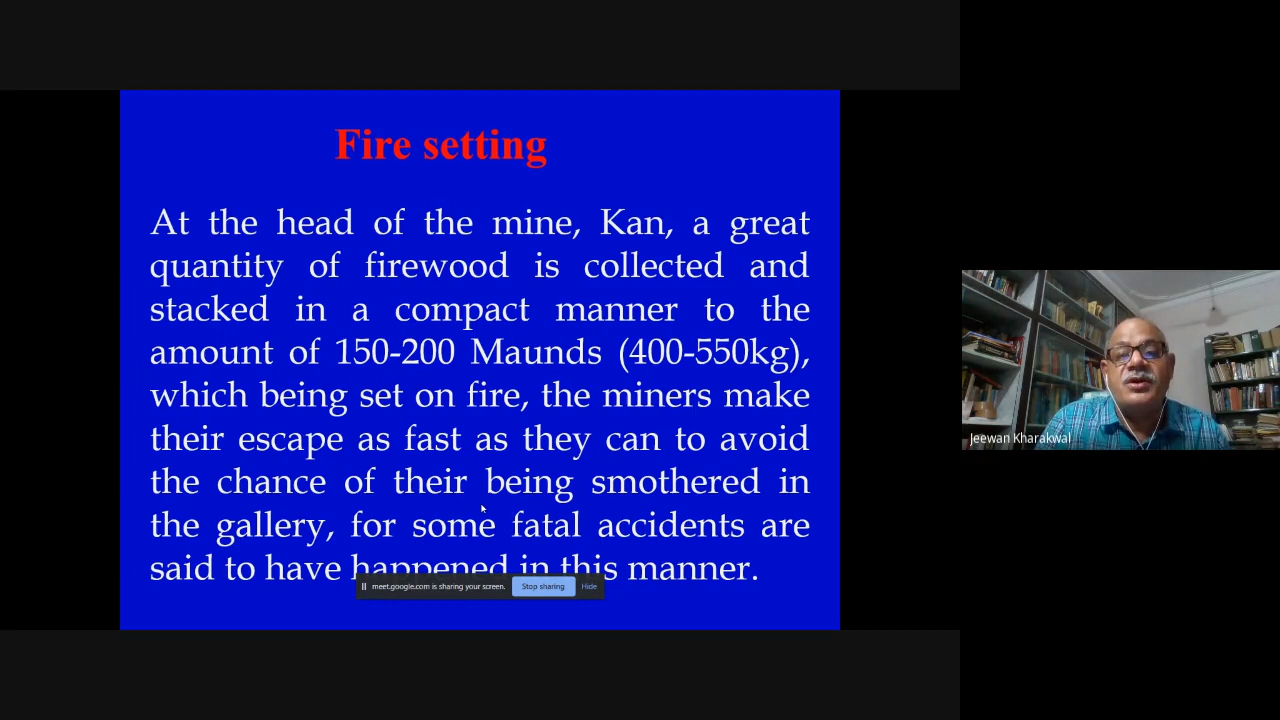 Fire setting
At the head of the mine, Kan, a great
quantity of firewood is collected and
stacked in a compact manner to the
amount of 150-200 Maunds (400-550kg),
which being set on fire, the miners make
their escape as fast as they can to avoid
the chance of their being smothered in
the gallery, for some fatal accidents are
said to have happened in this manner.
meet.google.com is sharing your screen. Stop sharing Hide
Jeewan Kharakwal